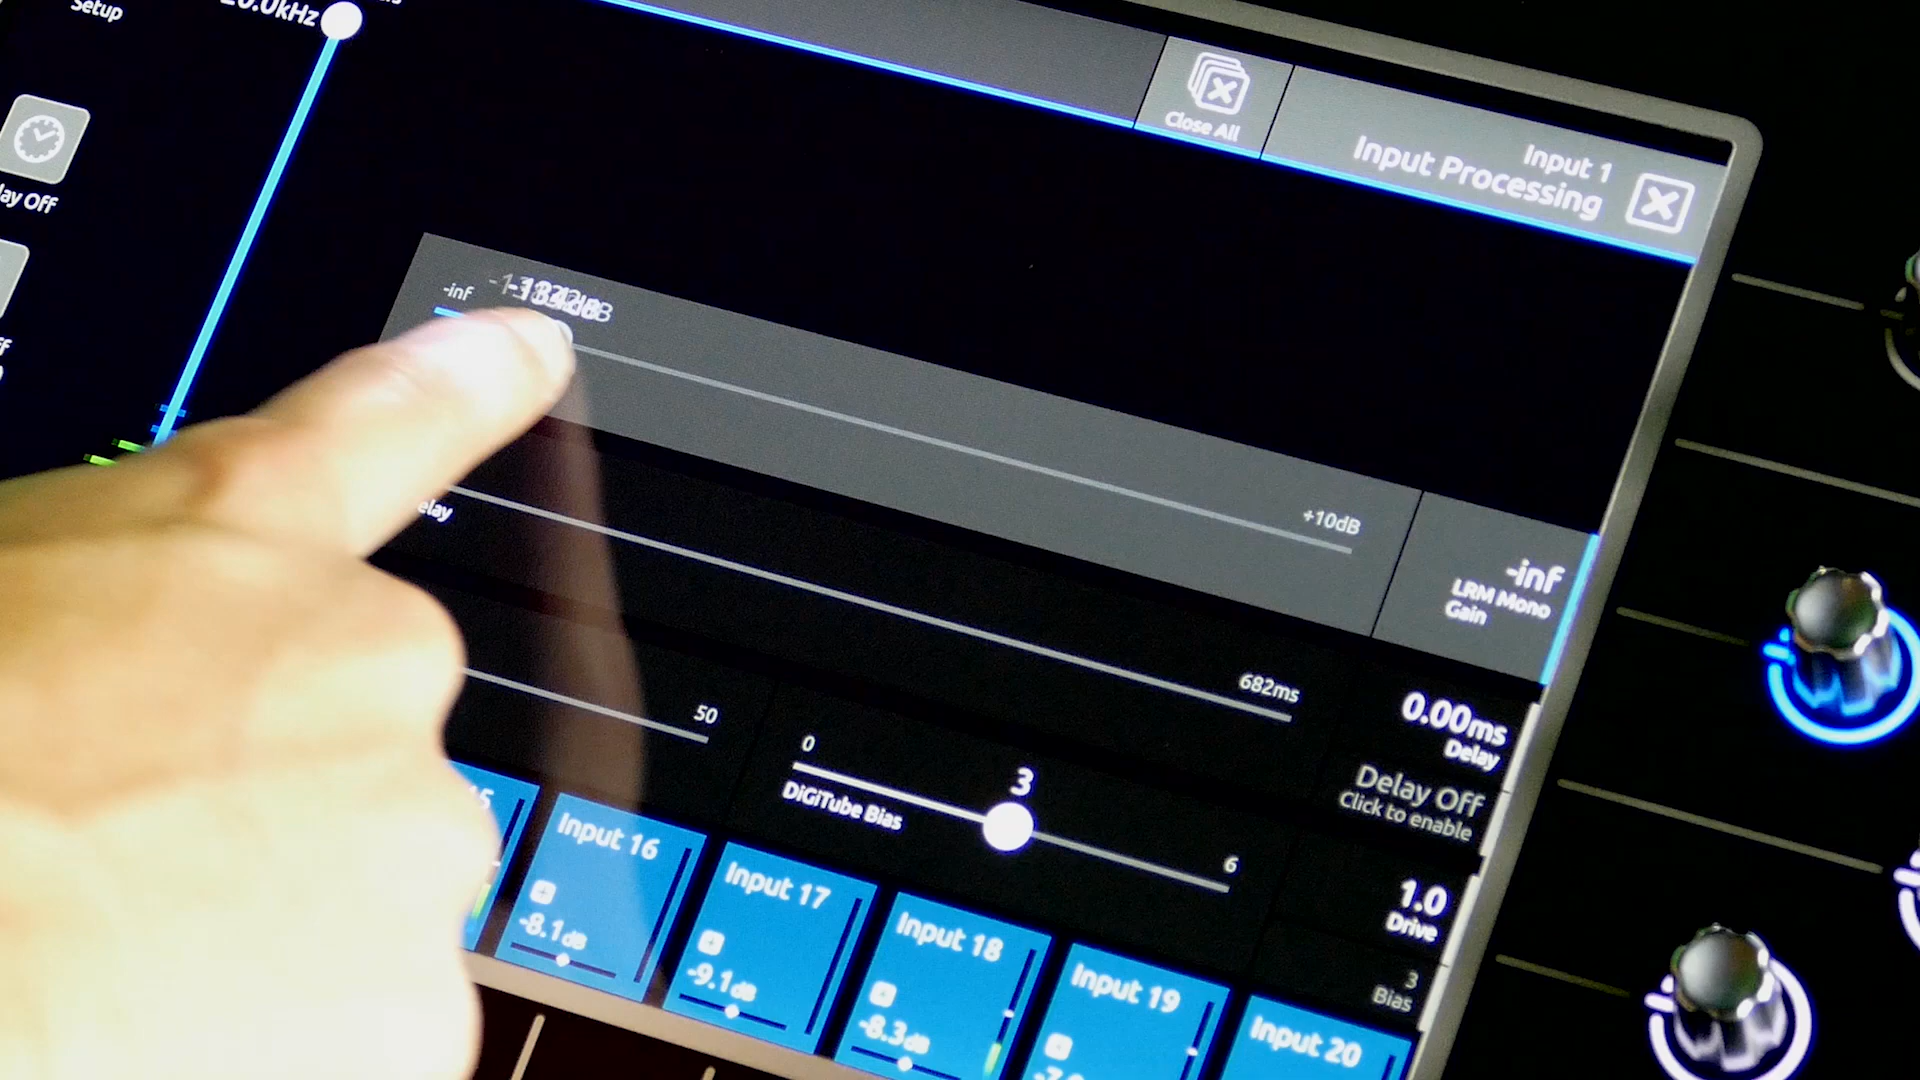 Setup
20.0kHz
Close All
Input 1
Input Processing
ay Off
-inf
+10dB
-inf
LRM Mono
Gain
elay
682ms
0.00ms
Delay
Delay Off
Click to enable
50
0
3
6
DiGiTube Bias
1.0
Drive
3
Bias
Input 16
-8.1dB
Input 17
-9.1dB
Input 18
-8.3dB
Input 19
Input 20